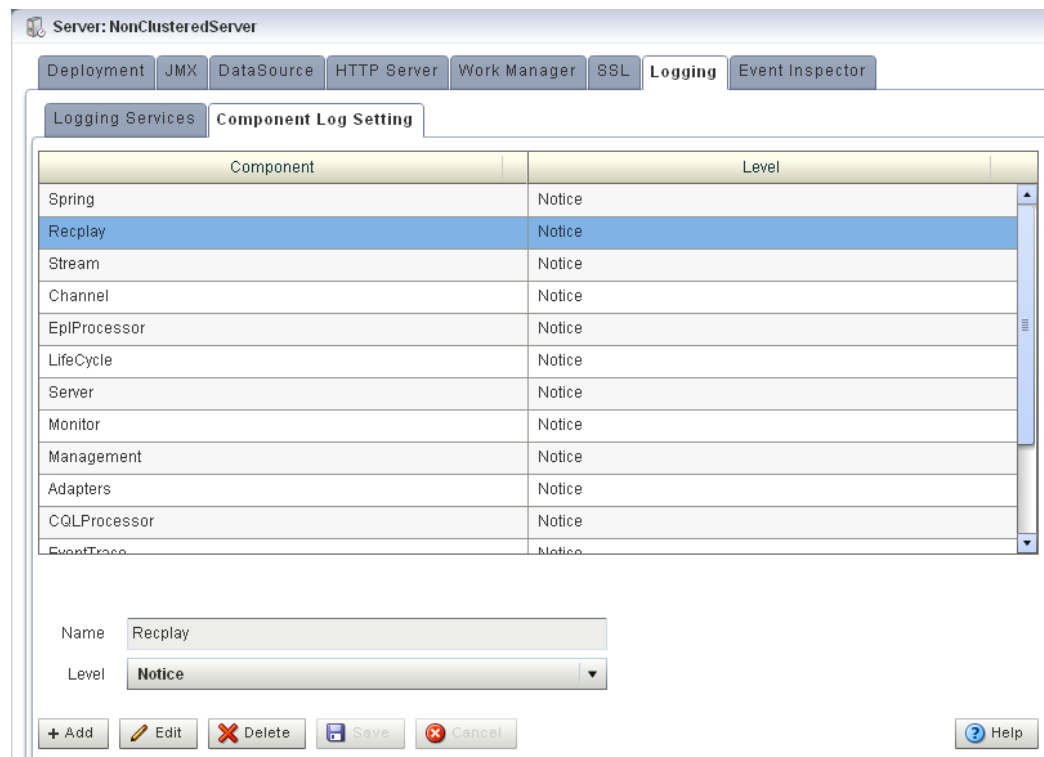 Server: NonClusteredServer
Deployment JMX DataSource HTTP Server Work Manager SSL Logging Event Inspector
Logging Services Component Log Setting
Component Level
Spring Notice
Recplay Notice
Stream Notice
Channel Notice
EplProcessor Notice
LifeCycle Notice
Server Notice
Monitor Notice
Management Notice
Adapters Notice
CQLProcessor Notice
EventTrace Notice
Name Recplay
Level Notice
+ Add Edit Delete Save Cancel Help